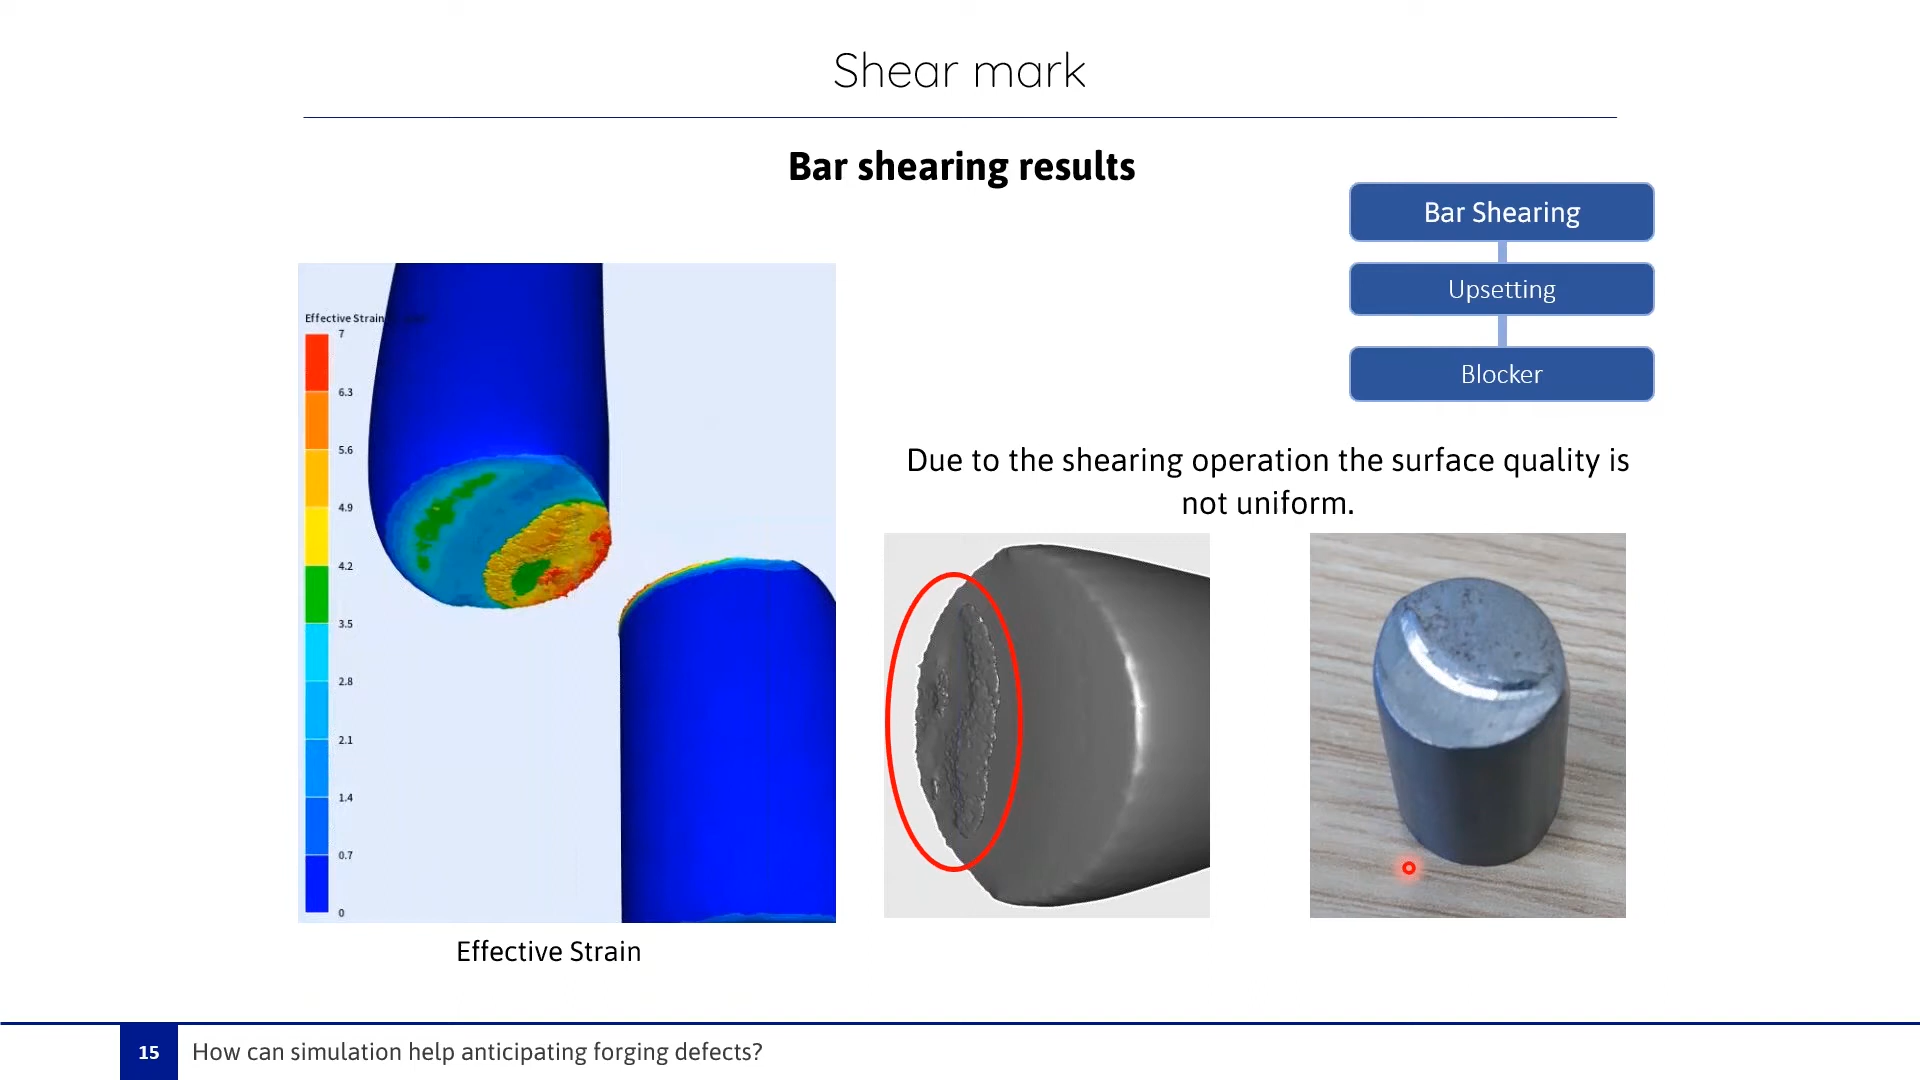 Shear mark
Bar shearing results
Bar Shearing
Upsetting
Blocker
Effective Strain
7
6.3
5.6
4.9
4.2
3.5
2.8
2.1
1.4
0.7
0
Due to the shearing operation the surface quality is
not uniform.
Effective Strain
15
How can simulation help anticipating forging defects?